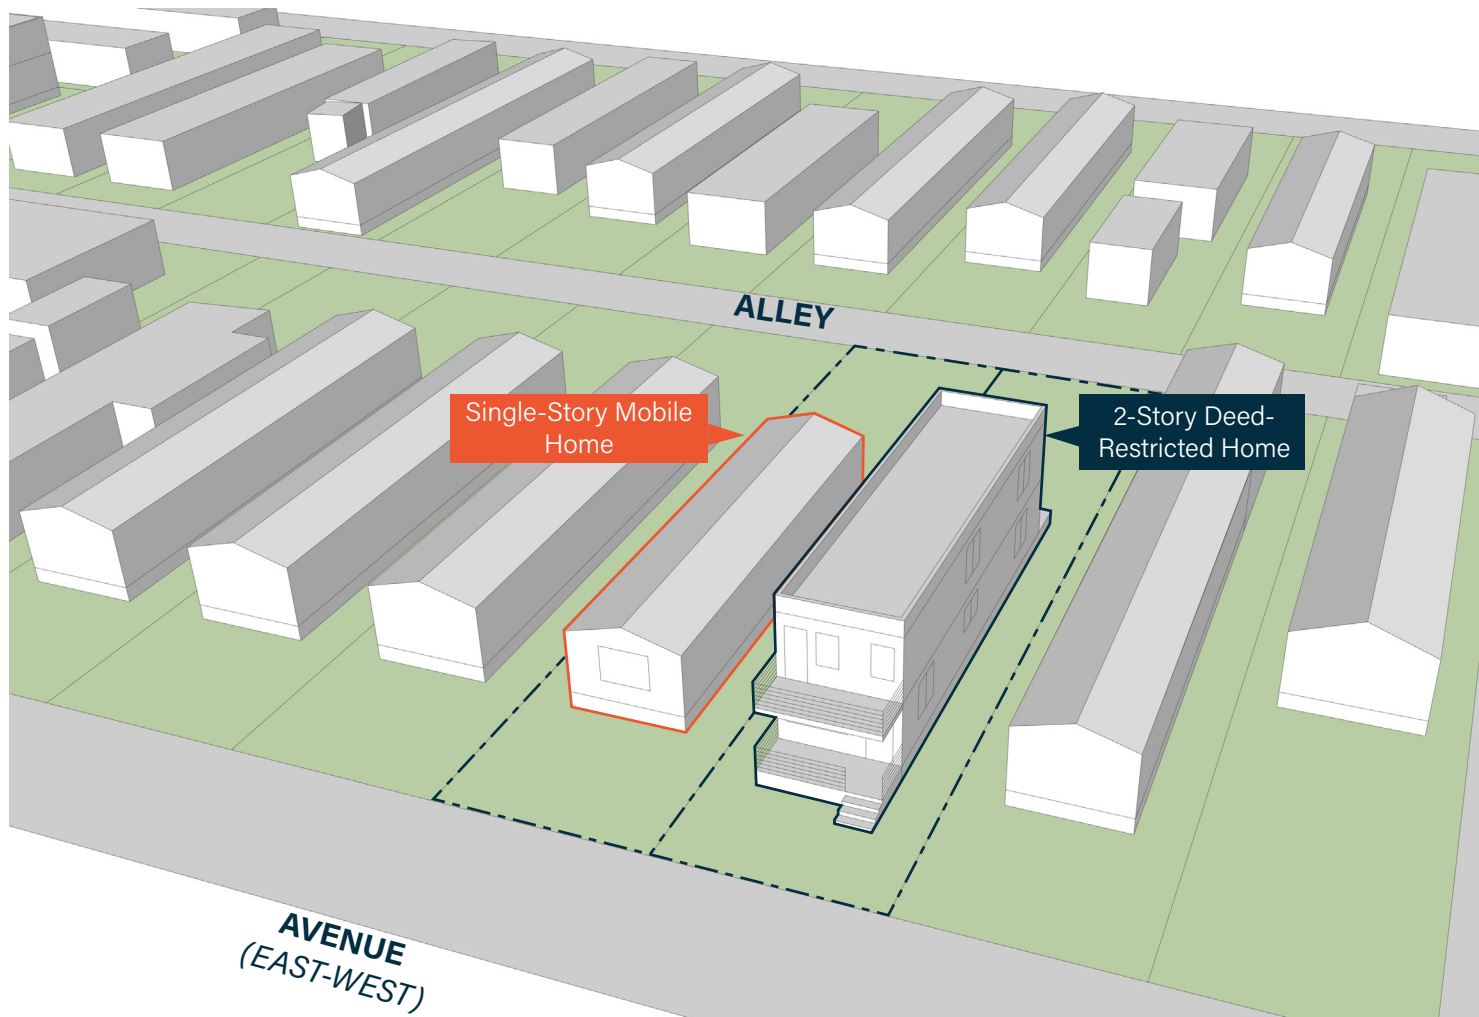 ALLEY
Single-Story Mobile
Home
2-Story Deed-
Restricted Home
AVENUE
(EAST-WEST)